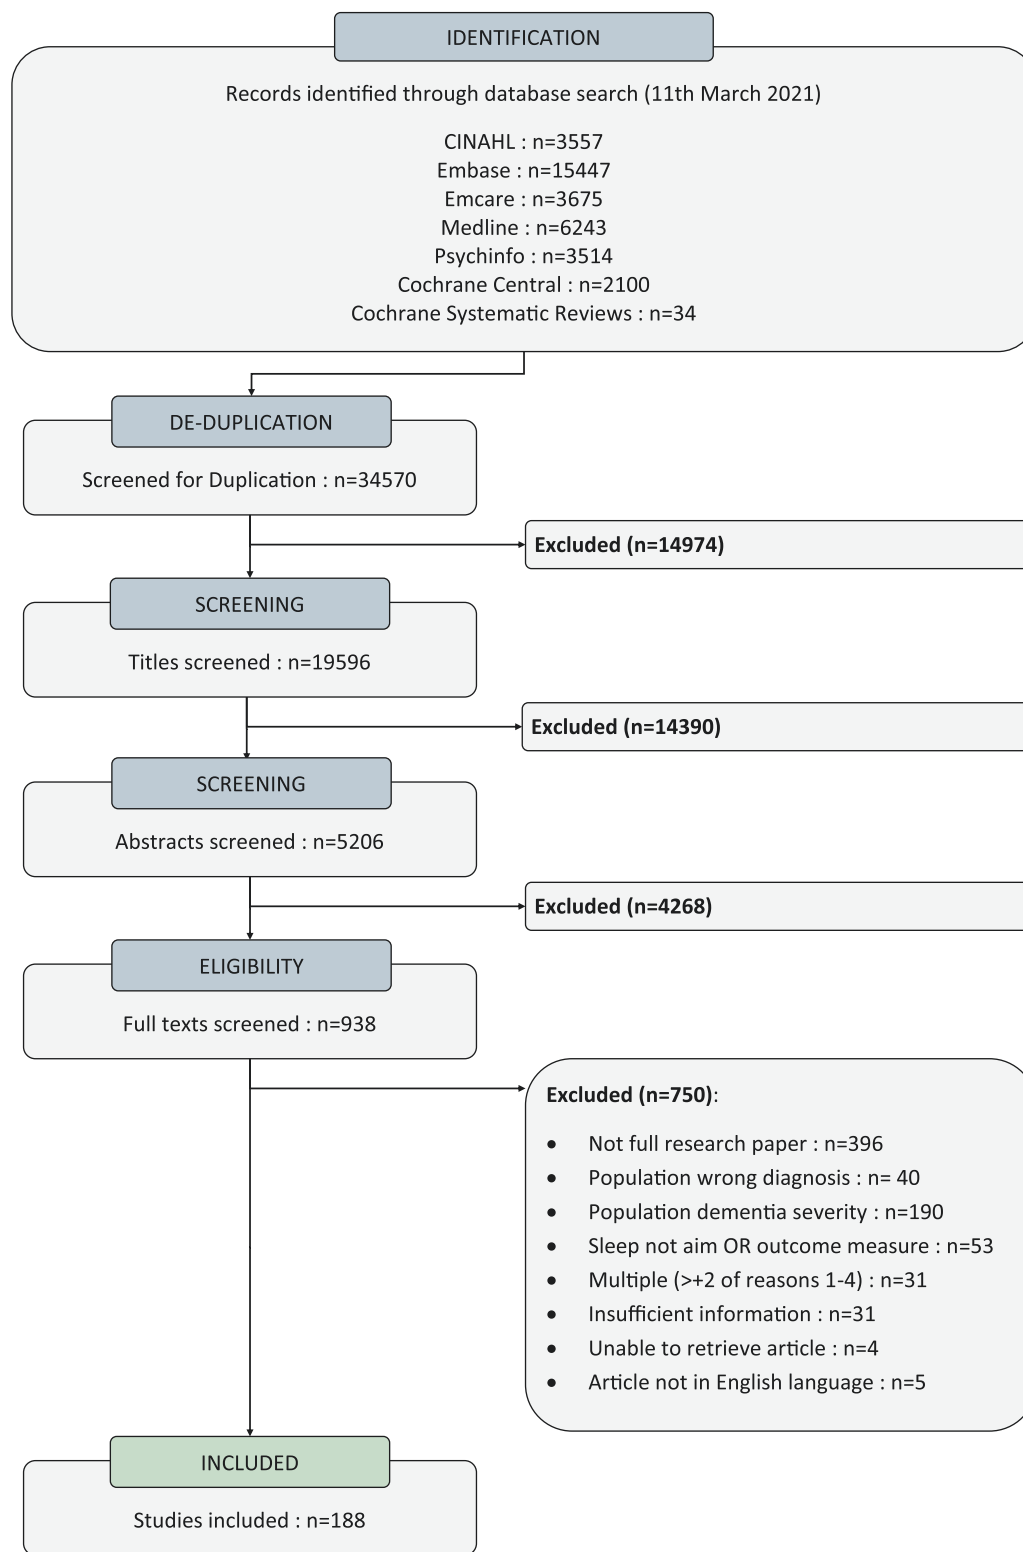 IDENTIFICATION
Records identified through database search (11th March 2021)
CINAHL : n=3557
Embase : n=15447
Emcare : n=3675
Medline : n=6243
Psychinfo : n=3514
Cochrane Central : n=2100
Cochrane Systematic Reviews : n=34
DE-DUPLICATION
Screened for Duplication : n=34570
Excluded (n=14974)
SCREENING
Titles screened : n=19596
Excluded (n=14390)
SCREENING
Abstracts screened : n=5206
Excluded (n=4268)
ELIGIBILITY
Full texts screened : n=938
Excluded (n=750):
• Not full research paper : n=396
• Population wrong diagnosis : n= 40
• Population dementia severity : n=190
• Sleep not aim OR outcome measure : n=53
• Multiple (>+2 of reasons 1-4) : n=31
• Insufficient information : n=31
• Unable to retrieve article : n=4
• Article not in English language : n=5
INCLUDED
Studies included : n=188